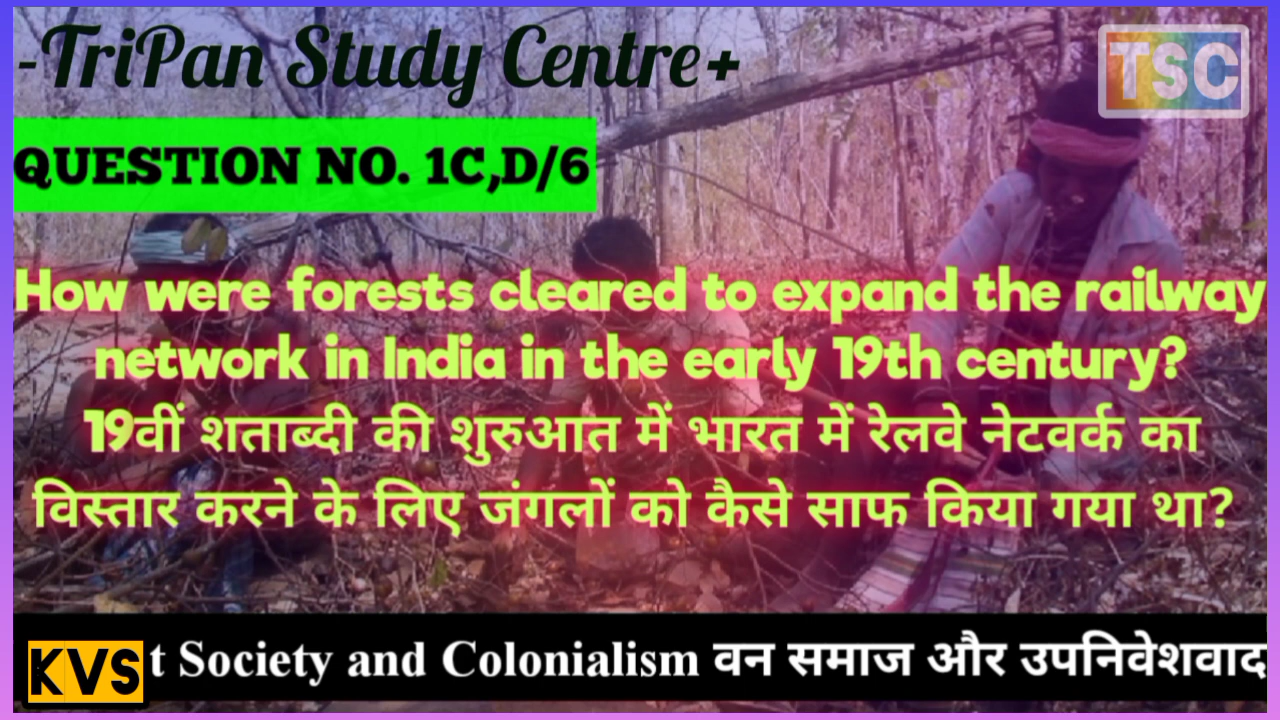 -TriPan Study Centre+
TSC
QUESTION NO. 1C,D/6
How were forests cleared to expand the railway
network in India in the early 19th century?
19वीं शताब्दी की शुरुआत में भारत में रेलवे नेटवर्क का
विस्तार करने के लिए जंगलों को कैसे साफ किया गया था?
KVS t Society and Colonialism वन समाज और उपनिवेशवाद